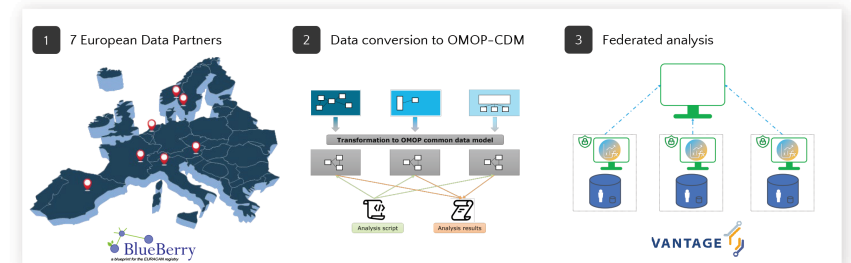 1 7 European Data Partners
BlueBerry
a blueprint for the EURACAN registry
2 Data conversion to OMOP-CDM
Transformation to OMOP common data model
Analysis script
Analysis results
3 Federated analysis
VANTAGE